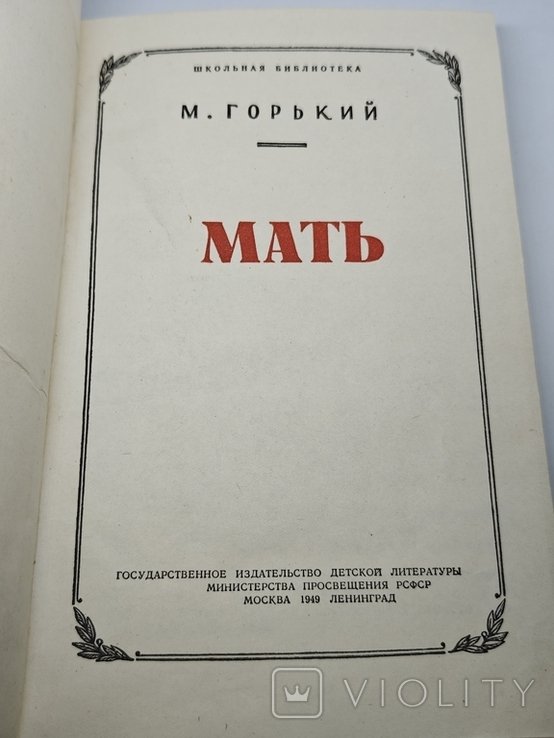 ШКОЛЬНАЯ БИБЛИОТЕКА
М. ГОРЬКИЙ
МАТЬ
ГОСУДАРСТВЕННОЕ ИЗДАТЕЛЬСТВО ДЕТСКОЙ ЛИТЕРАТУРЫ
МИНИСТЕРСТВА ПРОСВЕЩЕНИЯ РСФСР
МОСКВА 1949 ЛЕНИНГРАД
VIOLITY